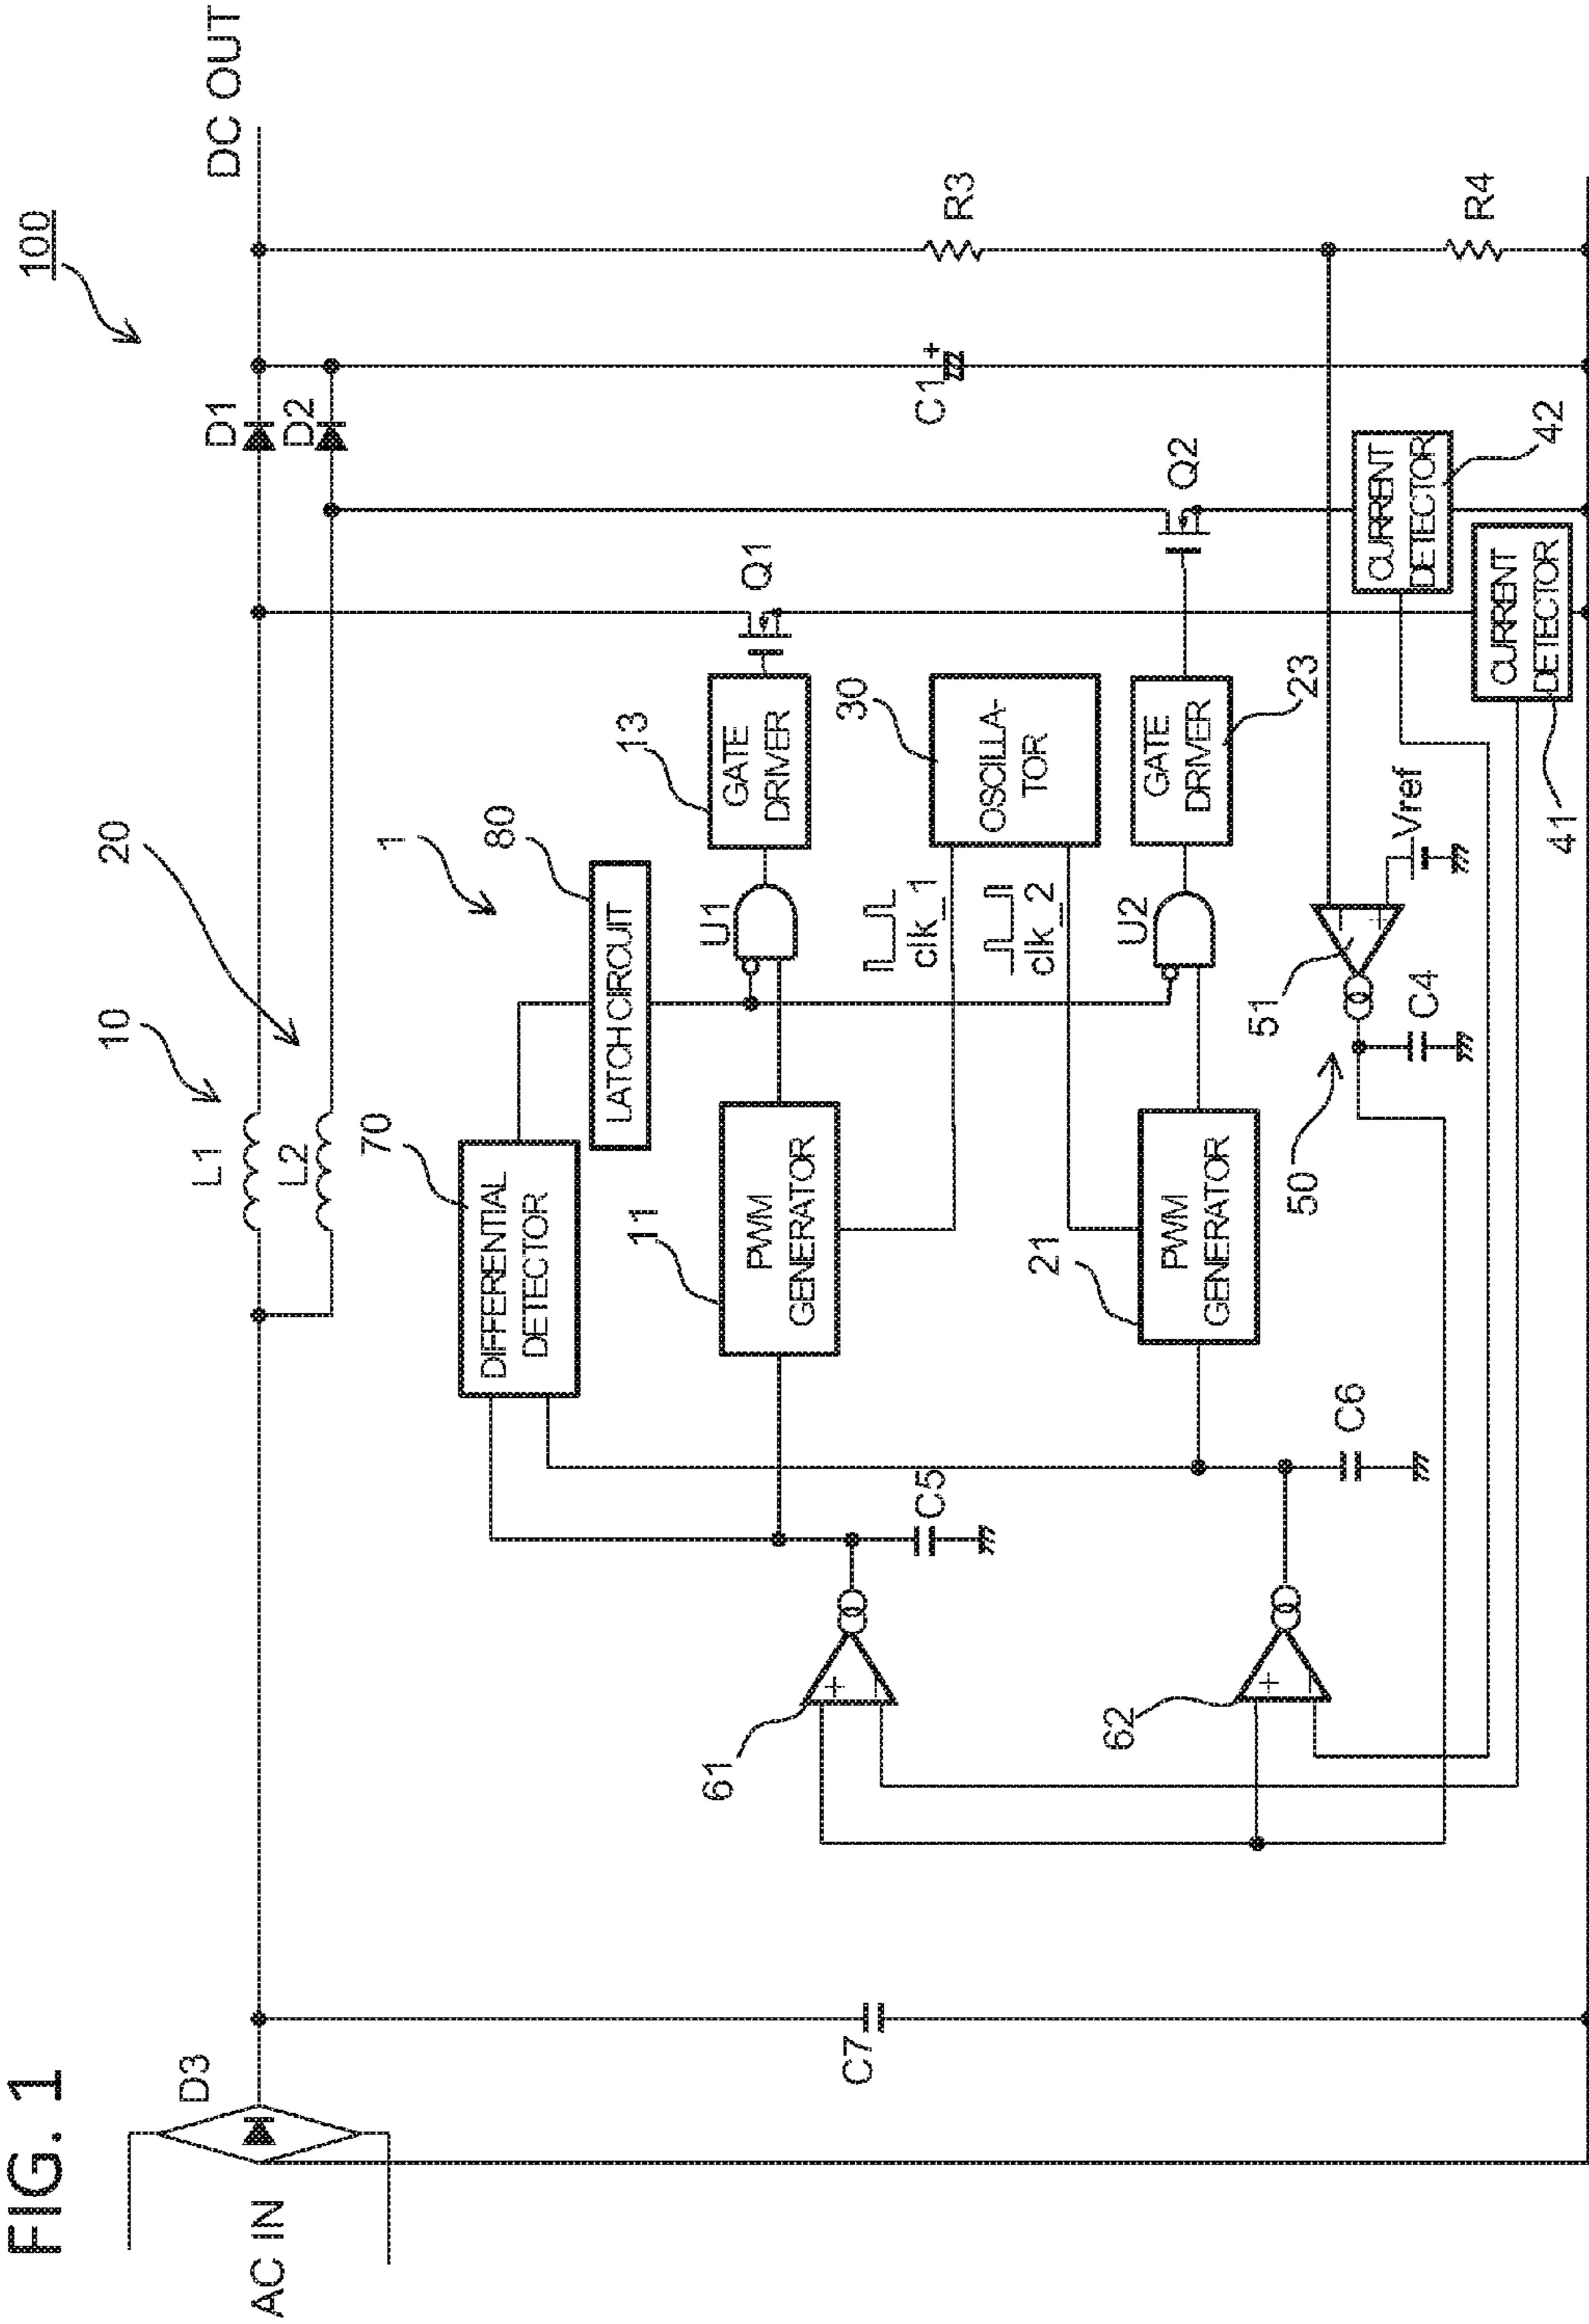 FIG. 1
100
AC IN
D3
C7
L1
10
L2
20
D1
D2
DC OUT
70
DIFFERENTIAL
DETECTOR
80
LATCH CIRCUIT
1
11
PWM
GENERATOR
U1
13
GATE
DRIVER
Q1
clk_1
clk_2
30
OSCILLA-
TOR
21
PWM
GENERATOR
U2
GATE
DRIVER
23
Q2
C1
+
R3
R4
61
+
−
C5
62
+
−
C6
50
51
−
+
C4
Vref
CURRENT
DETECTOR
42
CURRENT
DETECTOR
41